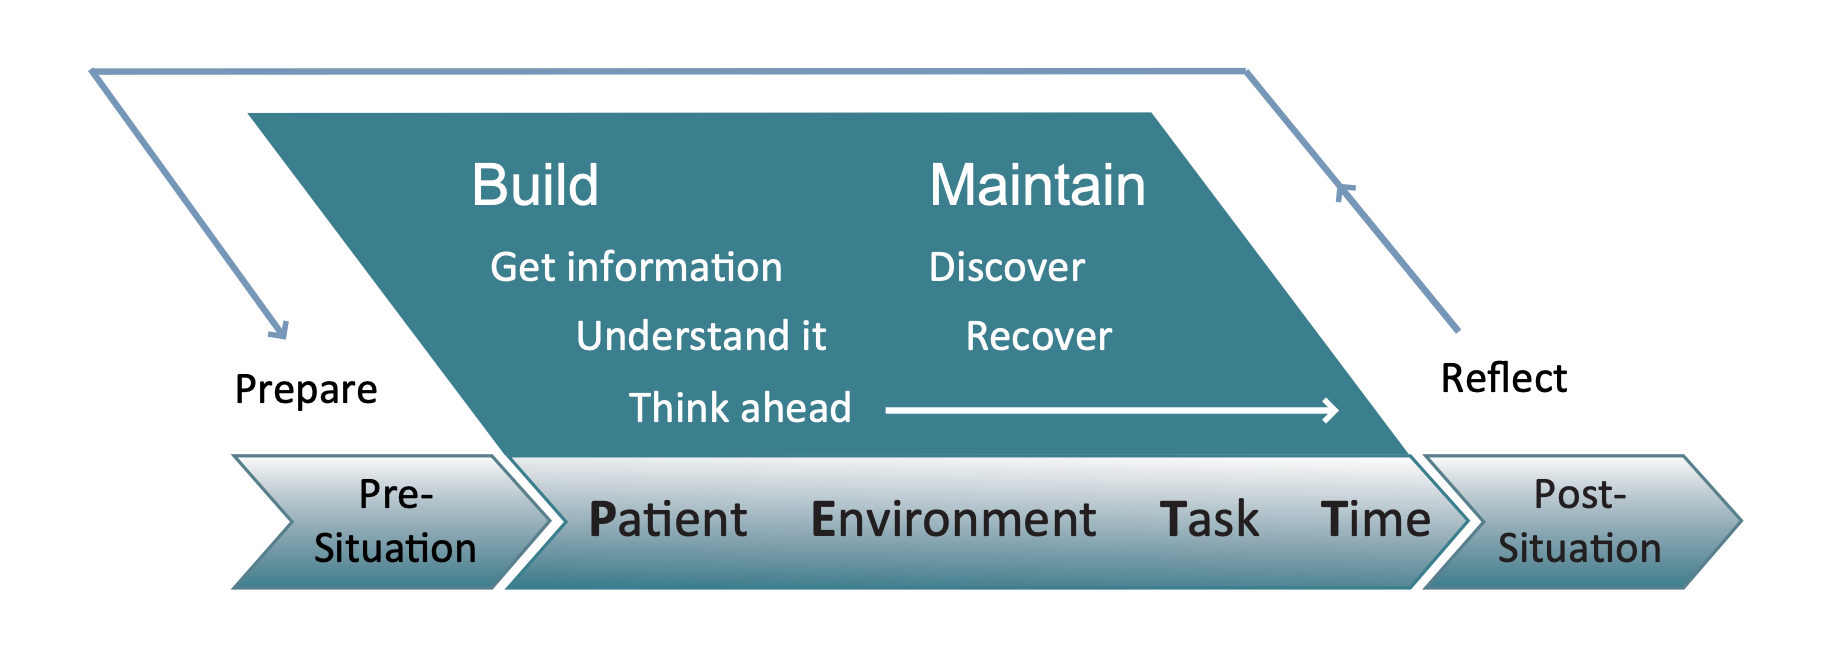 Build
Maintain
Get information
Discover
Understand it
Recover
Think ahead
Prepare
Reflect
Pre-
Situation
Patient
Environment
Task
Time
Post-
Situation